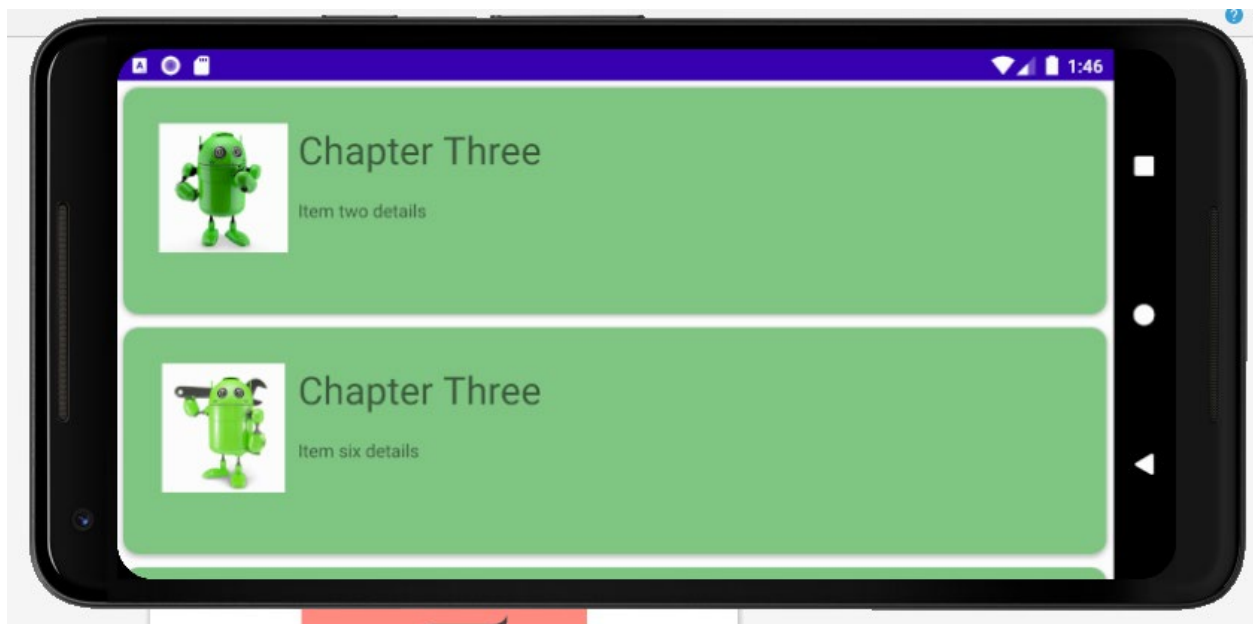 ?
A
1:46
Chapter Three
Item two details
Chapter Three
Item six details